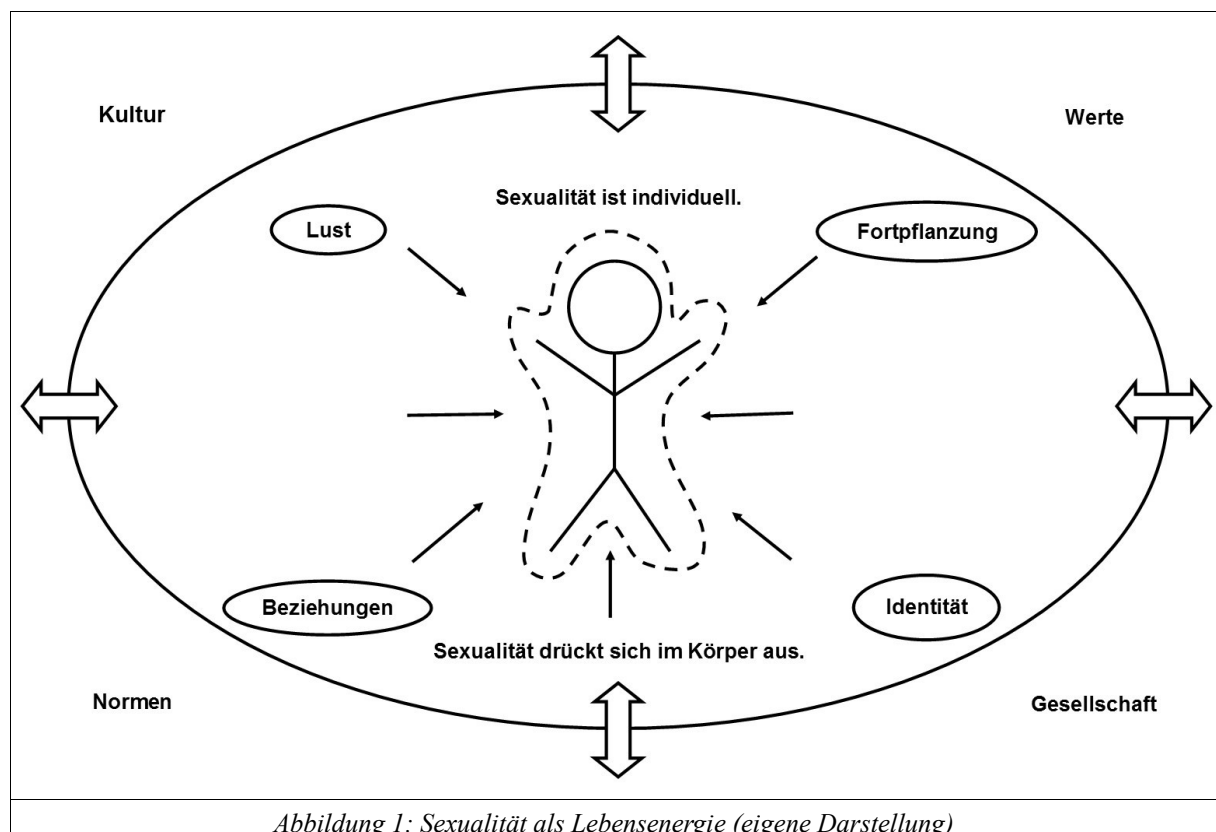 Kultur
Werte
Sexualität ist individuell.
Lust
Fortpflanzung
Beziehungen
Identität
Sexualität drückt sich im Körper aus.
Normen
Gesellschaft
Abbildung 1: Sexualität als Lebensenergie (eigene Darstellung)